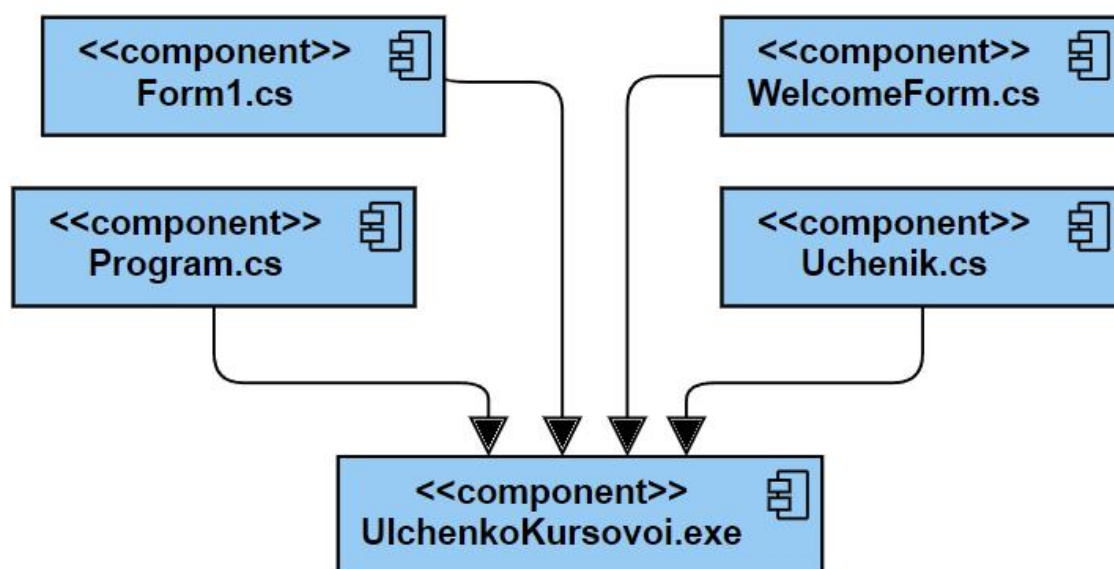 <<component>>
Form1.cs
<<component>>
WelcomeForm.cs
<<component>>
Program.cs
<<component>>
Uchenik.cs
<<component>>
UlchenkoKursovoi.exe